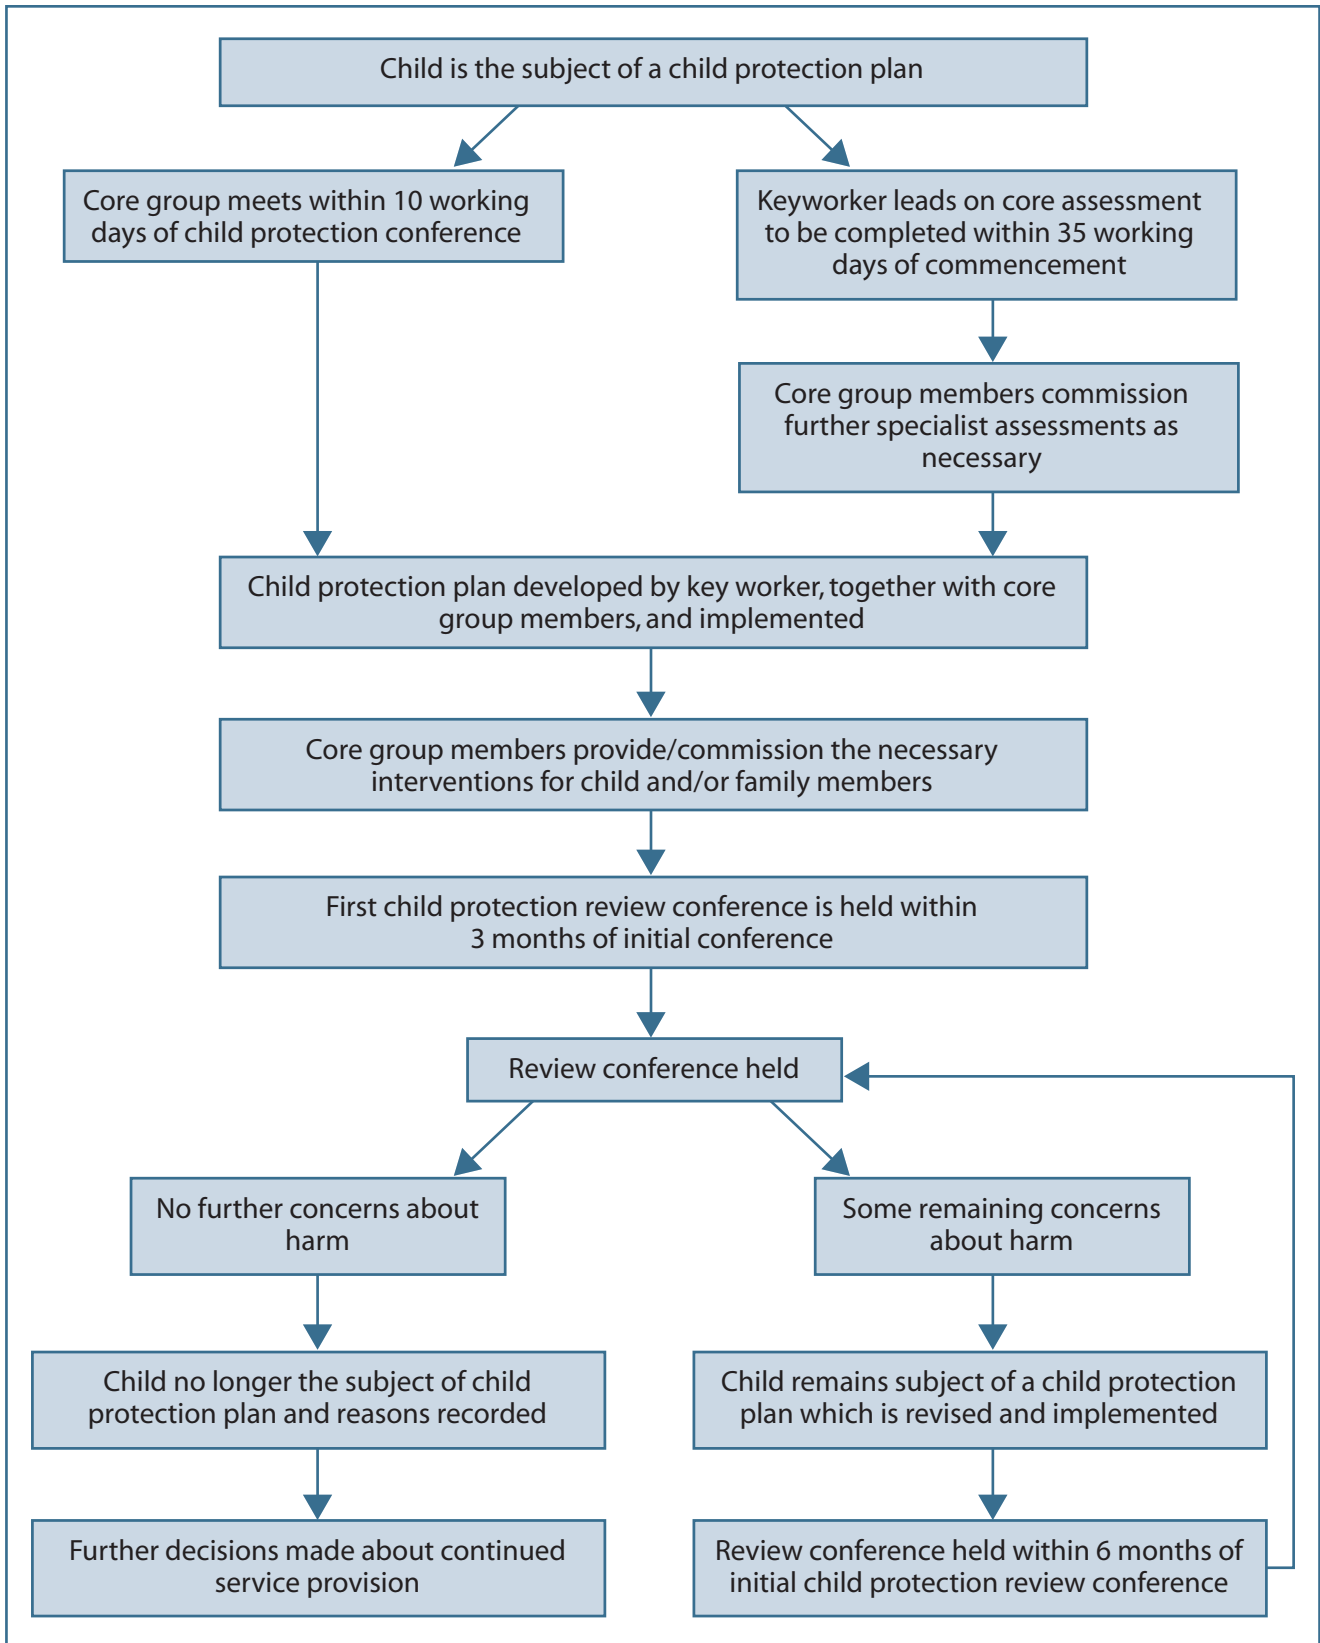 Child is the subject of a child protection plan
Core group meets within 10 working
days of child protection conference
Keyworker leads on core assessment
to be completed within 35 working
days of commencement
Core group members commission
further specialist assessments as
necessary
Child protection plan developed by key worker, together with core
group members, and implemented
Core group members provide/commission the necessary
interventions for child and/or family members
First child protection review conference is held within
3 months of initial conference
Review conference held
No further concerns about
harm
Some remaining concerns
about harm
Child no longer the subject of child
protection plan and reasons recorded
Child remains subject of a child protection
plan which is revised and implemented
Further decisions made about continued
service provision
Review conference held within 6 months of
initial child protection review conference